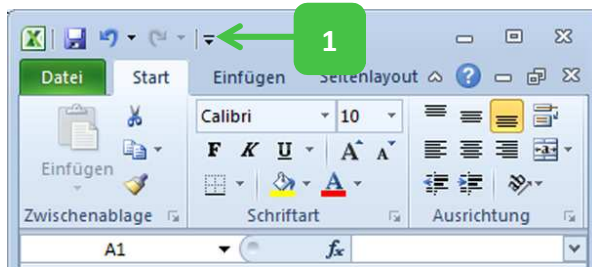 1
Datei Start Einfügen Seitenlayout
Calibri 10
F K U A A
Einfügen
Zwischenablage Schriftart Ausrichtung
A1 fx